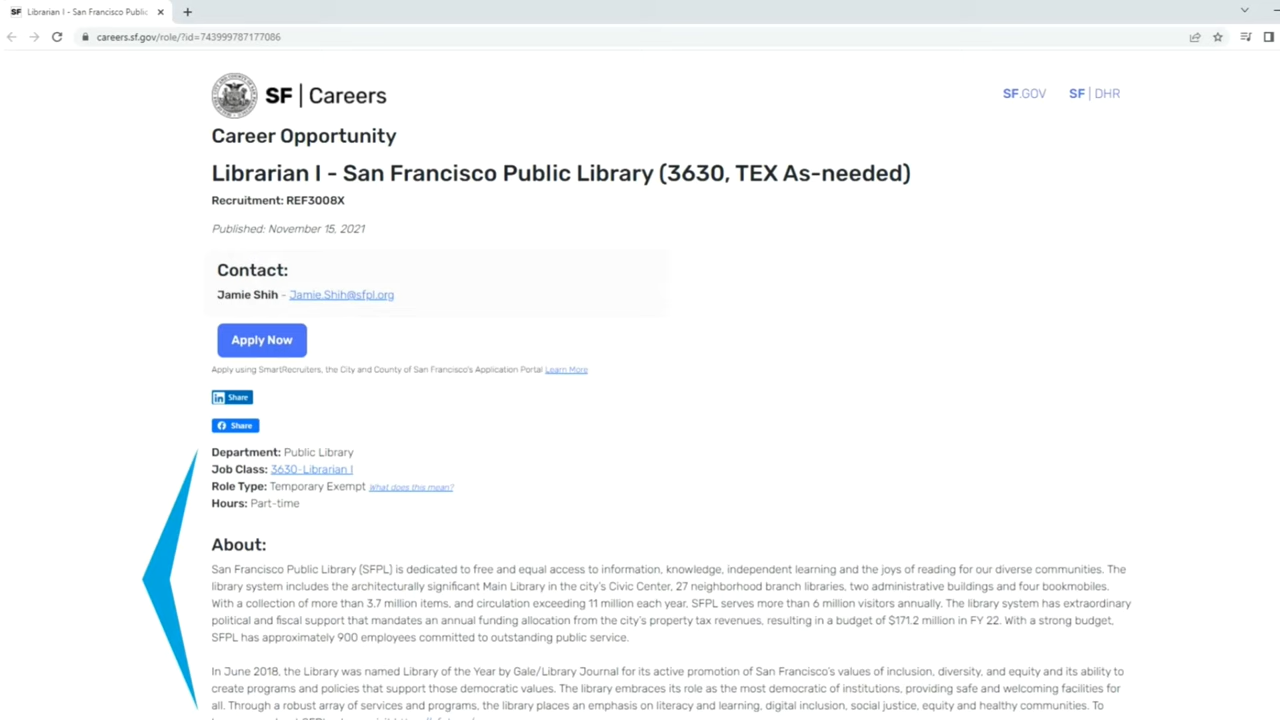 SF Librarian I - San Francisco Public
careers.sf.gov/role/?id=743999787177086
SF | Careers
SF.GOV SF | DHR
Career Opportunity
Librarian I - San Francisco Public Library (3630, TEX As-needed)
Recruitment: REF3008X
Published: November 15, 2021
Contact:
Jamie Shih - Jamie.Shih@sfpl.org
Apply Now
Apply using SmartRecruiters, the City and County of San Francisco's Application Portal Learn More
in Share
Share
Department: Public Library
Job Class: 3630-Librarian I
Role Type: Temporary Exempt What does this mean?
Hours: Part-time
About:
San Francisco Public Library (SFPL) is dedicated to free and equal access to information, knowledge, independent learning and the joys of reading for our diverse communities. The
library system includes the architecturally significant Main Library in the city's Civic Center, 27 neighborhood branch libraries, two administrative buildings and four bookmobiles.
With a collection of more than 3.7 million items, and circulation exceeding 11 million each year, SFPL serves more than 6 million visitors annually. The library system has extraordinary
political and fiscal support that mandates an annual funding allocation from the city's property tax revenues, resulting in a budget of $171.2 million in FY 22. With a strong budget,
SFPL has approximately 900 employees committed to outstanding public service.
In June 2018, the Library was named Library of the Year by Gale/Library Journal for its active promotion of San Francisco's values of inclusion, diversity, and equity and its ability to
create programs and policies that support those democratic values. The library embraces its role as the most democratic of institutions, providing safe and welcoming facilities for
all. Through a robust array of services and programs, the library places an emphasis on literacy and learning, digital inclusion, social justice, equity and healthy communities. To